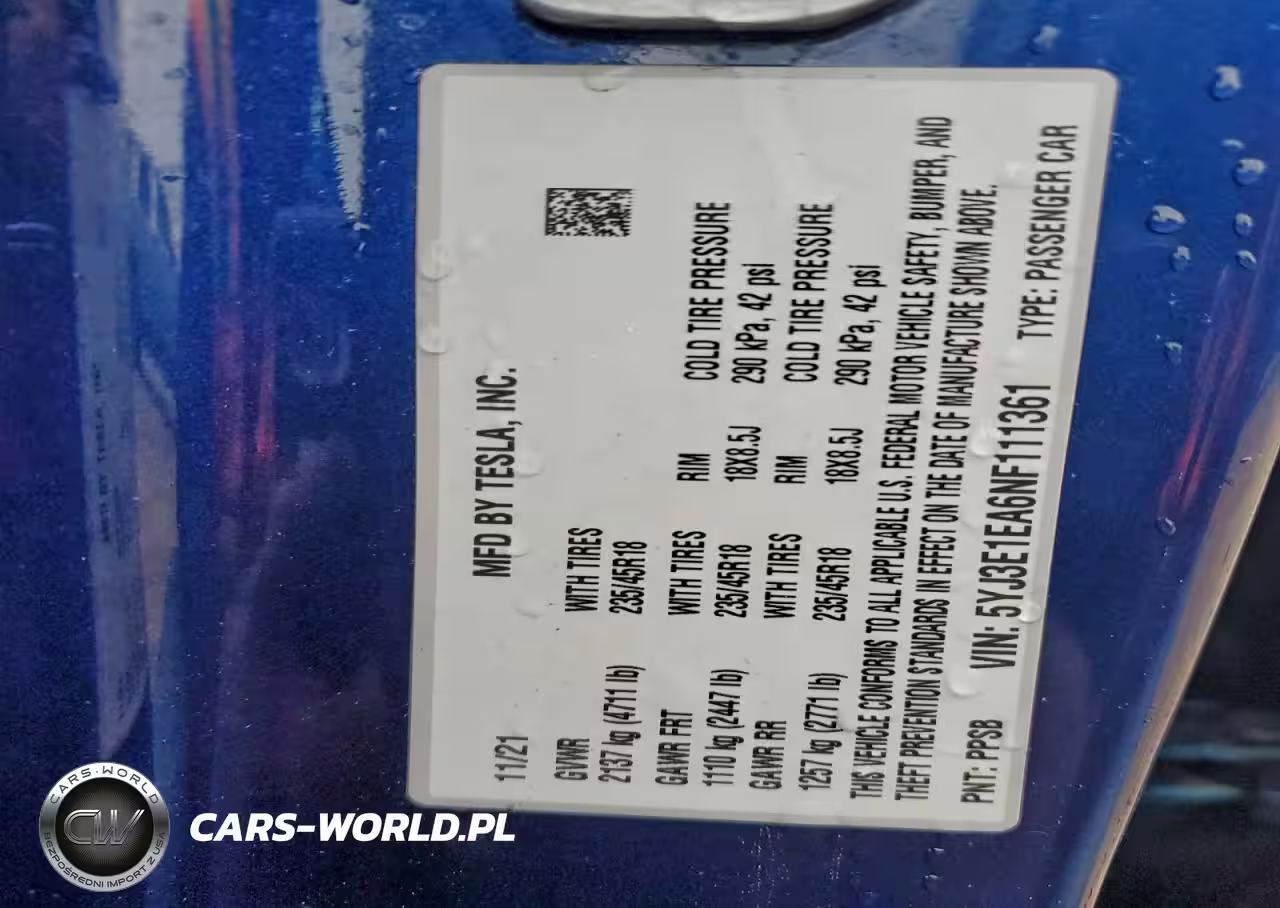 MFD BY TESLA, INC.
11/21
GVWR WITH TIRES
2137 kg (4711 lb) 235/45R18
GAWR FRT WITH TIRES RIM COLD TIRE PRESSURE
1110 kg (2447 lb) 235/45R18 18X8.5J 290 kPa, 42 psi
GAWR RR WITH TIRES RIM COLD TIRE PRESSURE
1257 kg (2771 lb) 235/45R18 18X8.5J 290 kPa, 42 psi
THIS VEHICLE CONFORMS TO ALL APPLICABLE U.S. FEDERAL MOTOR VEHICLE SAFETY, BUMPER, AND
THEFT PREVENTION STANDARDS IN EFFECT ON THE DATE OF MANUFACTURE SHOWN ABOVE.
PNT: PPSB VIN: 5YJ3E1EA6NF111361 TYPE: PASSENGER CAR
CARS-WORLD
CW
BEZPOŚREDNI IMPORT Z USA
CARS-WORLD.PL